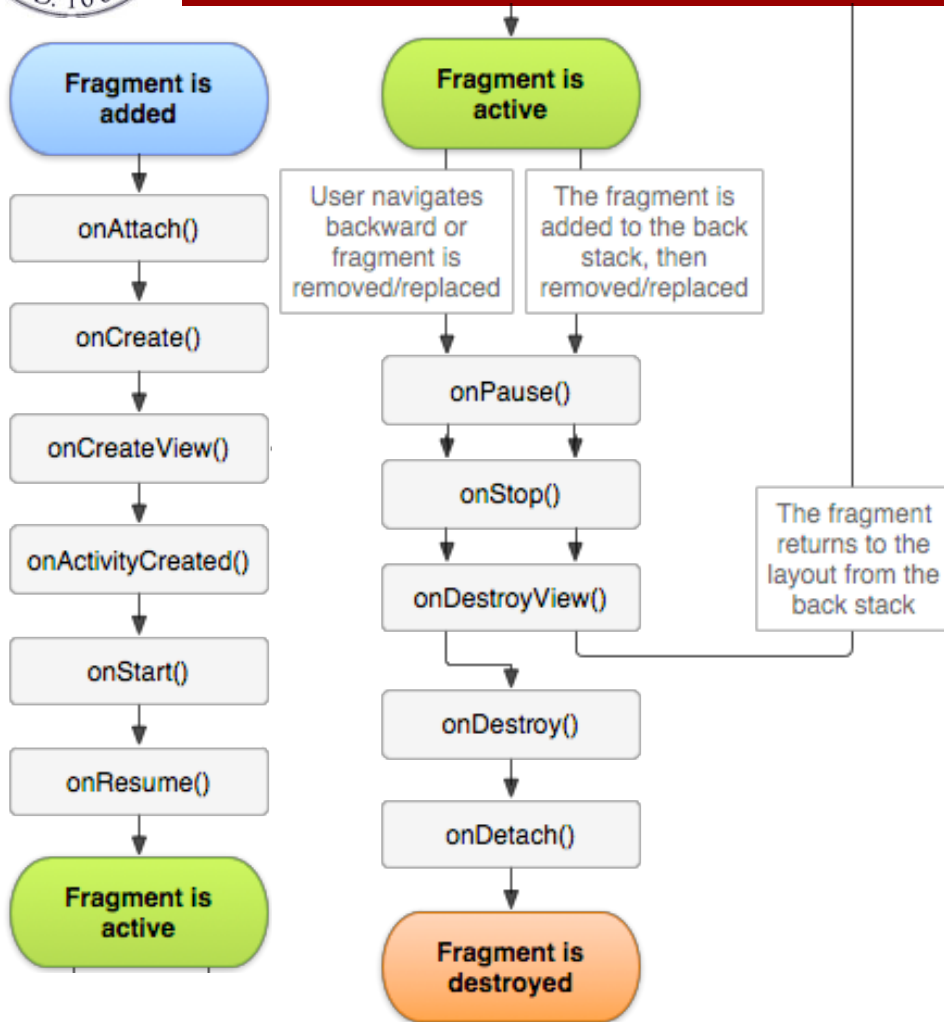 Fragment is
added
onAttach()
onCreate()
onCreateView()
onActivityCreated()
onStart()
onResume()
Fragment is
active
Fragment is
active
User navigates
backward or
fragment is
removed/replaced
The fragment is
added to the back
stack, then
removed/replaced
onPause()
onStop()
onDestroyView()
onDestroy()
onDetach()
Fragment is
destroyed
The fragment
returns to the
layout from the
back stack